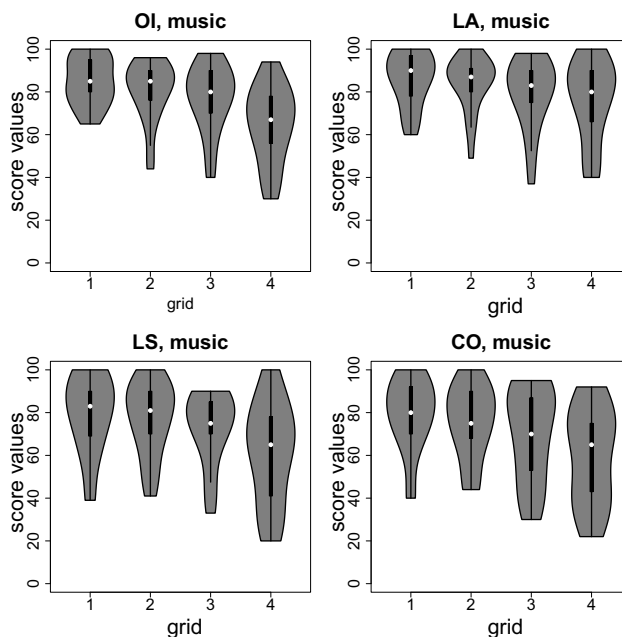 OI, music
score values
0 20 40 60 80 100
1 2 3 4
grid
LA, music
score values
0 20 40 60 80 100
1 2 3 4
grid
LS, music
score values
0 20 40 60 80 100
1 2 3 4
grid
CO, music
score values
0 20 40 60 80 100
1 2 3 4
grid